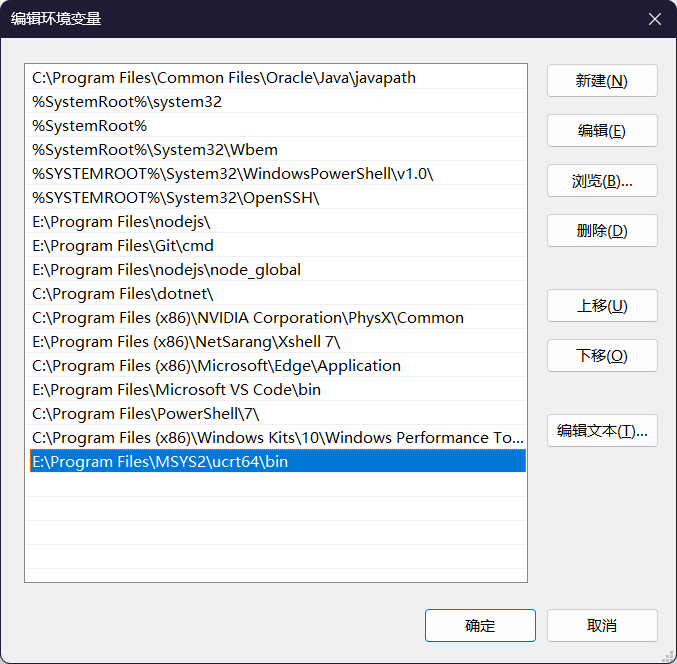 编辑环境变量
C:\Program Files\Common Files\Oracle\Java\javapath
%SystemRoot%\system32
%SystemRoot%
%SystemRoot%\System32\Wbem
%SYSTEMROOT%\System32\WindowsPowerShell\v1.0\
%SYSTEMROOT%\System32\OpenSSH\
E:\Program Files\nodejs\
E:\Program Files\Git\cmd
E:\Program Files\nodejs\node_global
C:\Program Files\dotnet\
C:\Program Files (x86)\NVIDIA Corporation\PhysX\Common
E:\Program Files (x86)\NetSarang\Xshell 7\
C:\Program Files (x86)\Microsoft\Edge\Application
E:\Program Files\Microsoft VS Code\bin
C:\Program Files\PowerShell\7\
C:\Program Files (x86)\Windows Kits\10\Windows Performance To...
E:\Program Files\MSYS2\ucrt64\bin
新建(N)
编辑(E)
浏览(B)...
删除(D)
上移(U)
下移(O)
编辑文本(T)...
确定
取消